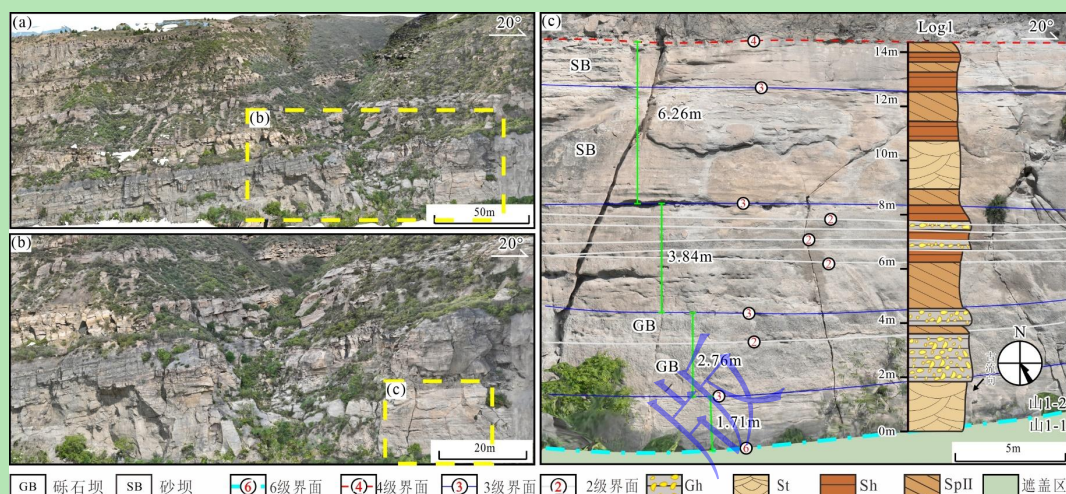 (a)
20°
(b)
50m
(b)
20°
(c)
20m
(c)
Log1
20°
14m
12m
10m
8m
6m
4m
2m
0m
④
SB
③
6.26m
SB
③
②
②
②
3.84m
③
GB
②
2.76m
GB
③
1.71m
⑥
N
山1-2
山1-1
5m
GB 砾石坝 SB 砂坝 ⑥ 6级界面 ④ 4级界面 ③ 3级界面 ② 2级界面 Gh St Sh SpII 遮盖区